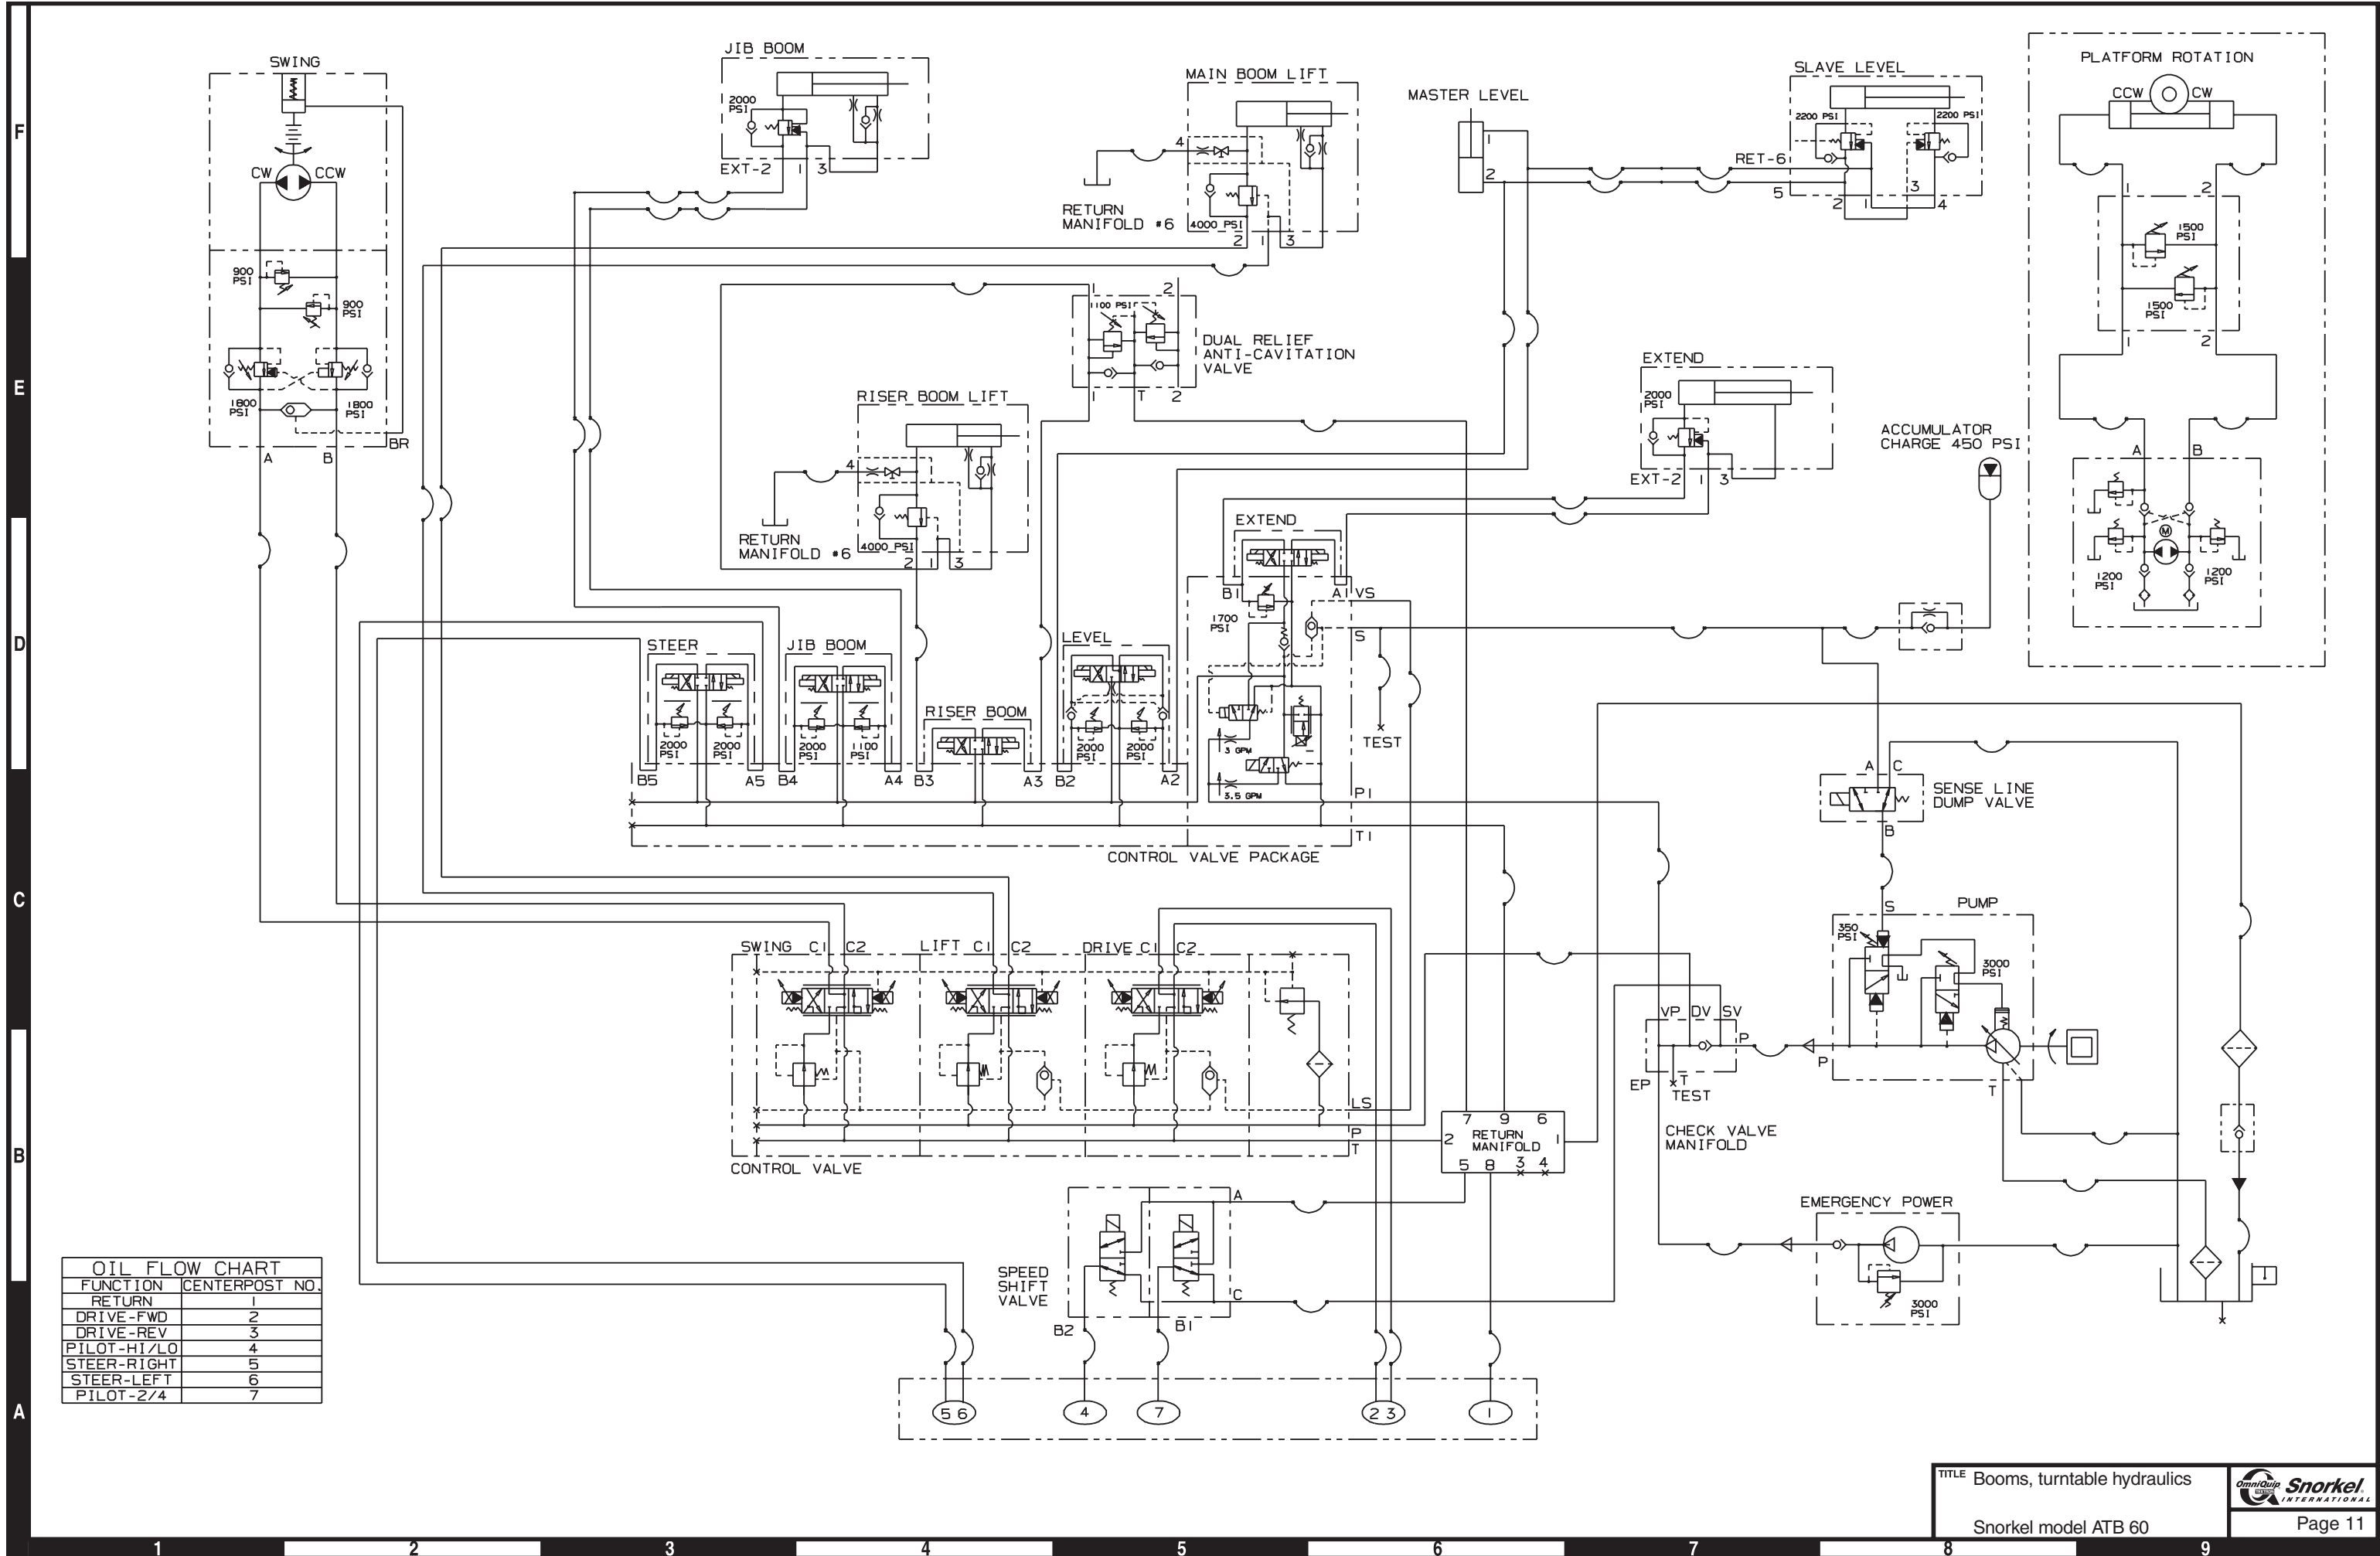 JIB BOOM
SWING
MAIN BOOM LIFT
SLAVE LEVEL
PLATFORM ROTATION
MASTER LEVEL
2000
PSI
2200 PSI
2200 PSI
CCW
CW
F
F
4
1
2
CW
CCW
EXT-2
1
3
RET-6
5
3
2
1
4
1
2
RETURN
MANIFOLD #6
4000 PSI
2
1
3
1500
PSI
1500
PSI
1
2
900
PSI
900
PSI
1
2
1100 PSI
DUAL RELIEF
ANTI-CAVITATION
VALVE
1
T
2
E
1800
PSI
1800
PSI
BR
A
B
RISER BOOM LIFT
4
EXTEND
2000
PSI
EXT-2
1
3
ACCUMULATOR
CHARGE 450 PSI
A
B
RETURN
MANIFOLD #6
4000 PSI
2
1
3
EXTEND
M
1200
PSI
1200
PSI
B1
A1
VS
1700
PSI
S
D
STEER
JIB BOOM
LEVEL
RISER BOOM
2000
PSI
2000
PSI
2000
PSI
1100
PSI
2000
PSI
2000
PSI
3 GPM
3.5 GPM
TEST
B5
A5
B4
A4
B3
A3
B2
A2
P1
T1
CONTROL VALVE PACKAGE
A
C
SENSE LINE
DUMP VALVE
B
C
S
PUMP
350
PSI
3000
PSI
SWING
C1
C2
LIFT
C1
C2
DRIVE
C1
C2
VP
DV
SV
P
P
EP
T
TEST
T
LS
P
T
CONTROL VALVE
7
9
6
2
RETURN
MANIFOLD
1
5
8
3
4
CHECK VALVE
MANIFOLD
B
EMERGENCY POWER
3000
PSI
A
SPEED
SHIFT
VALVE
C
B2
B1
OIL FLOW CHART
FUNCTION CENTERPOST NO.
RETURN 1
DRIVE-FWD 2
DRIVE-REV 3
PILOT-HI/LO 4
STEER-RIGHT 5
STEER-LEFT 6
PILOT-2/4 7
A
5 6
4
7
2 3
1
TITLE Booms, turntable hydraulics
Snorkel model ATB 60
OmniQuip
Snorkel
INTERNATIONAL
Page 11
1 2 3 4 5 6 7 8 9